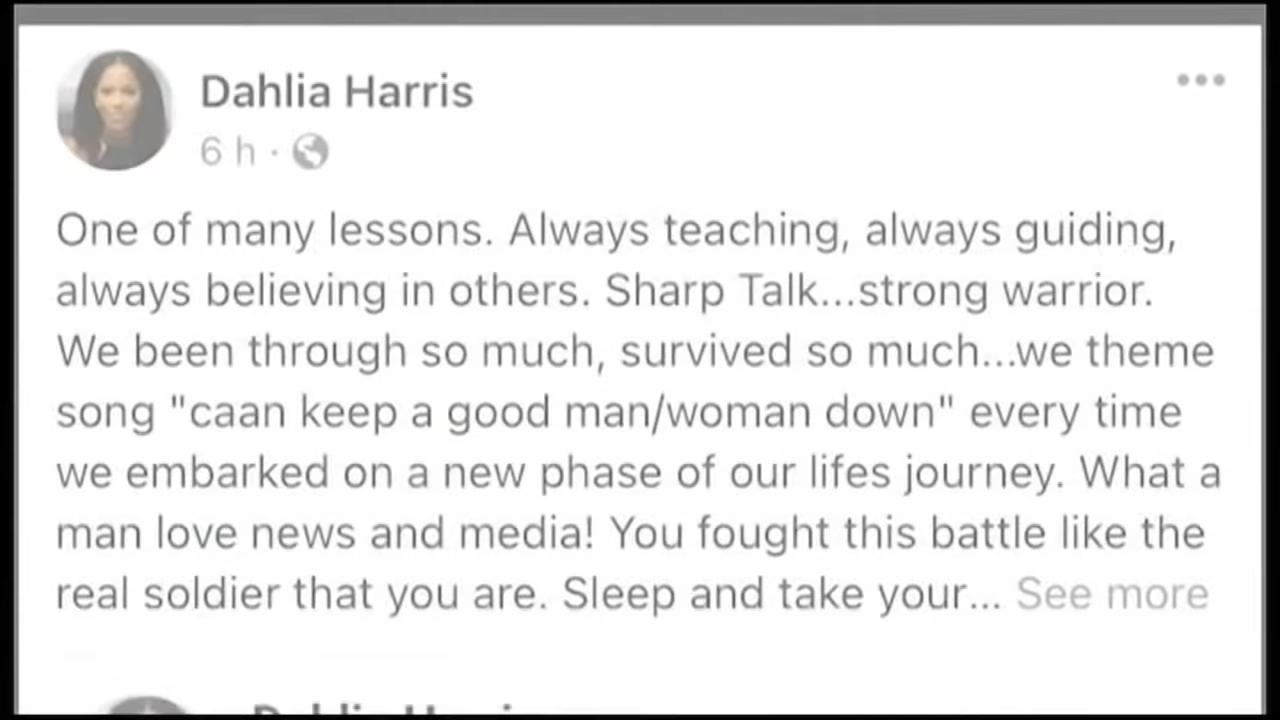 Dahlia Harris
6 h ·
One of many lessons. Always teaching, always guiding,
always believing in others. Sharp Talk...strong warrior.
We been through so much, survived so much...we theme
song "caan keep a good man/woman down" every time
we embarked on a new phase of our lifes journey. What a
man love news and media! You fought this battle like the
real soldier that you are. Sleep and take your... See more